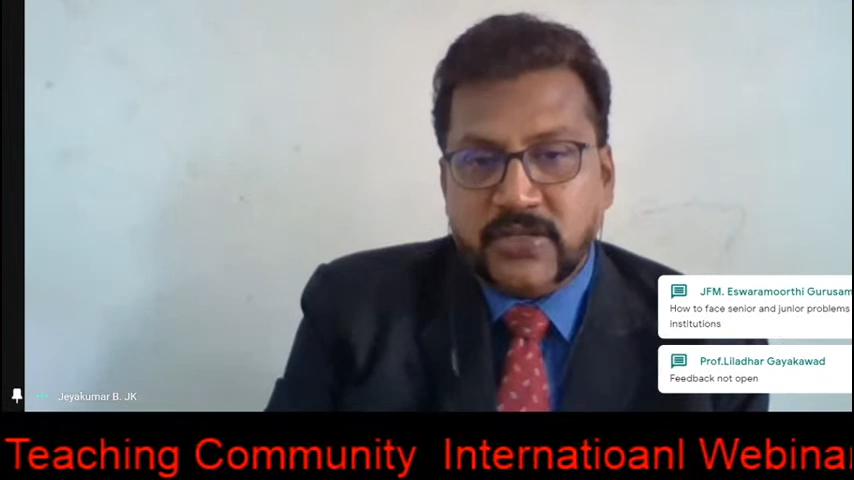 JFM. Eswaramoorthi Gurusam
How to face senior and junior problems
institutions
Prof.Liladhar Gayakawad
Feedback not open
Jeyakumar B. JK
Teaching Community Internatioanl Webinar